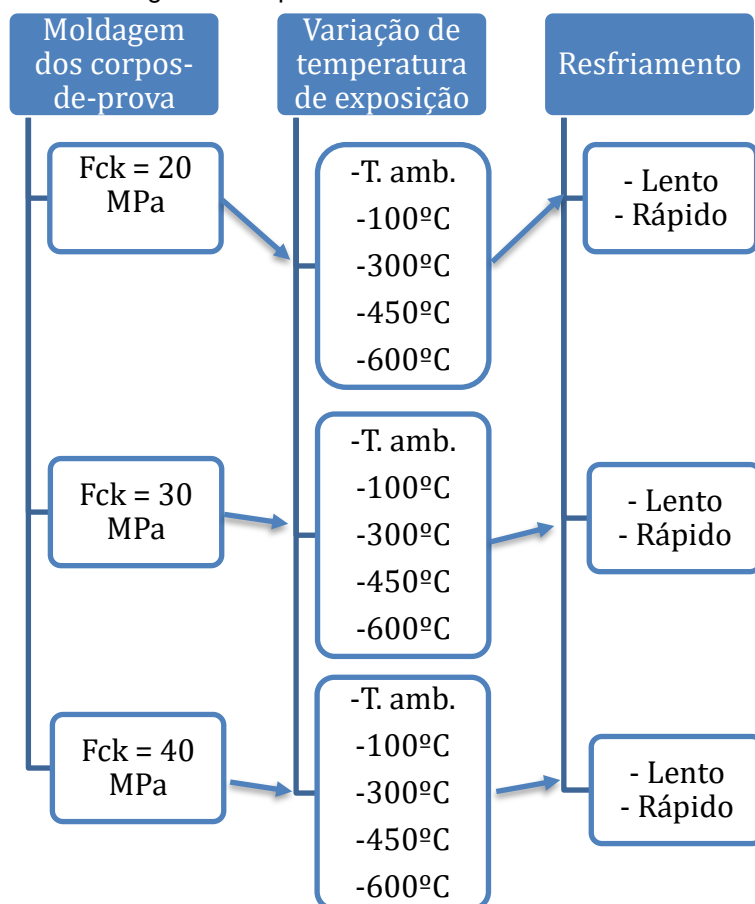 Moldagem
dos corpos-
de-prova
Variação de
temperatura
de exposição
Resfriamento
Fck = 20
MPa
-T. amb.
-100ºC
-300ºC
-450ºC
-600ºC
- Lento
- Rápido
Fck = 30
MPa
-T. amb.
-100ºC
-300ºC
-450ºC
-600ºC
- Lento
- Rápido
Fck = 40
MPa
-T. amb.
-100ºC
-300ºC
-450ºC
-600ºC
- Lento
- Rápido